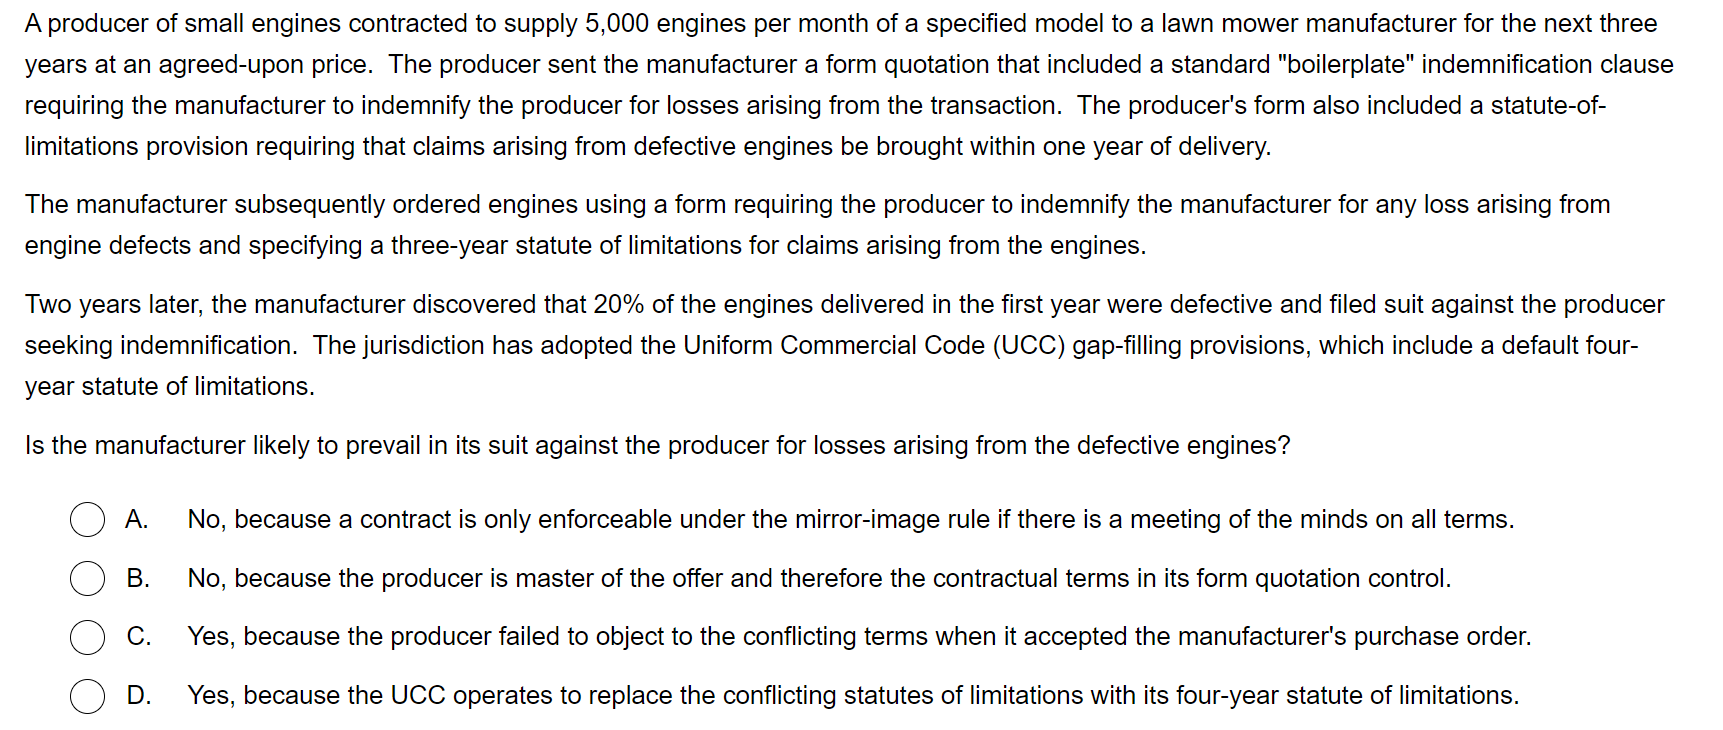 A producer of small engines contracted to supply 5,000 engines per month of a specified model to a lawn mower manufacturer for the next three
years at an agreed-upon price.  The producer sent the manufacturer a form quotation that included a standard "boilerplate" indemnification clause
requiring the manufacturer to indemnify the producer for losses arising from the transaction.  The producer's form also included a statute-of-
limitations provision requiring that claims arising from defective engines be brought within one year of delivery.
The manufacturer subsequently ordered engines using a form requiring the producer to indemnify the manufacturer for any loss arising from
engine defects and specifying a three-year statute of limitations for claims arising from the engines.
Two years later, the manufacturer discovered that 20% of the engines delivered in the first year were defective and filed suit against the producer
seeking indemnification.  The jurisdiction has adopted the Uniform Commercial Code (UCC) gap-filling provisions, which include a default four-
year statute of limitations.
Is the manufacturer likely to prevail in its suit against the producer for losses arising from the defective engines?
A. No, because a contract is only enforceable under the mirror-image rule if there is a meeting of the minds on all terms.
B. No, because the producer is master of the offer and therefore the contractual terms in its form quotation control.
C. Yes, because the producer failed to object to the conflicting terms when it accepted the manufacturer's purchase order.
D. Yes, because the UCC operates to replace the conflicting statutes of limitations with its four-year statute of limitations.